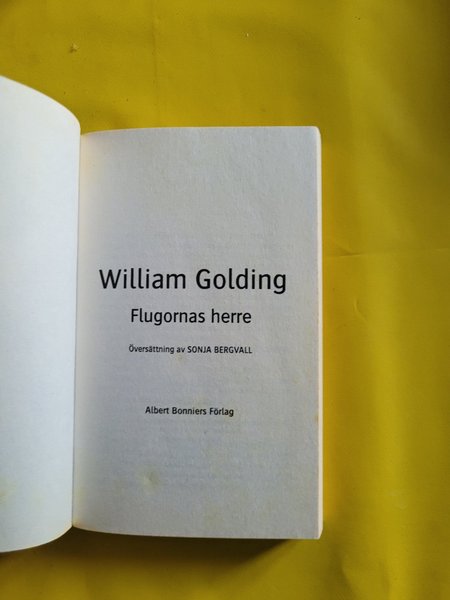 William Golding
Flugornas herre
Översättning av SONJA BERGVALL
Albert Bonniers Förlag